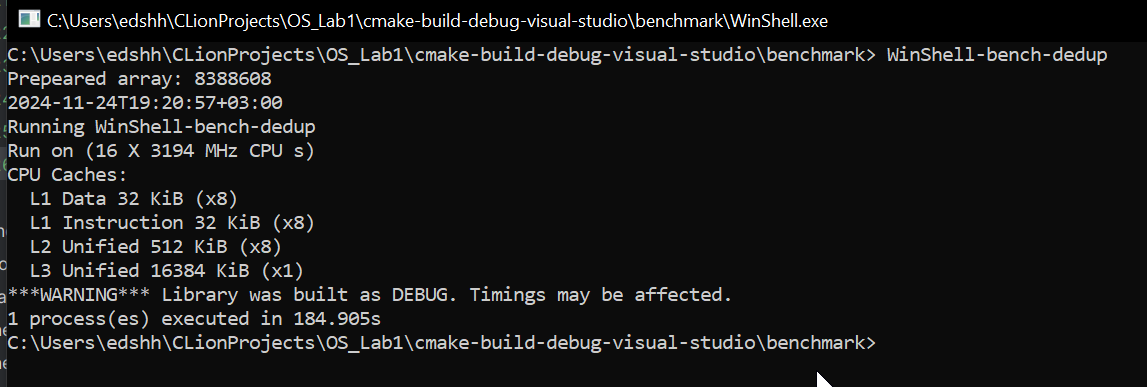 C:\Users\edshh\CLionProjects\OS_Lab1\cmake-build-debug-visual-studio\benchmark\WinShell.exe
C:\Users\edshh\CLionProjects\OS_Lab1\cmake-build-debug-visual-studio\benchmark> WinShell-bench-dedup
Prepeared array: 8388608
2024-11-24T19:20:57+03:00
Running WinShell-bench-dedup
Run on (16 X 3194 MHz CPU s)
CPU Caches:
  L1 Data 32 KiB (x8)
  L1 Instruction 32 KiB (x8)
  L2 Unified 512 KiB (x8)
  L3 Unified 16384 KiB (x1)
***WARNING*** Library was built as DEBUG. Timings may be affected.
1 process(es) executed in 184.905s
C:\Users\edshh\CLionProjects\OS_Lab1\cmake-build-debug-visual-studio\benchmark>